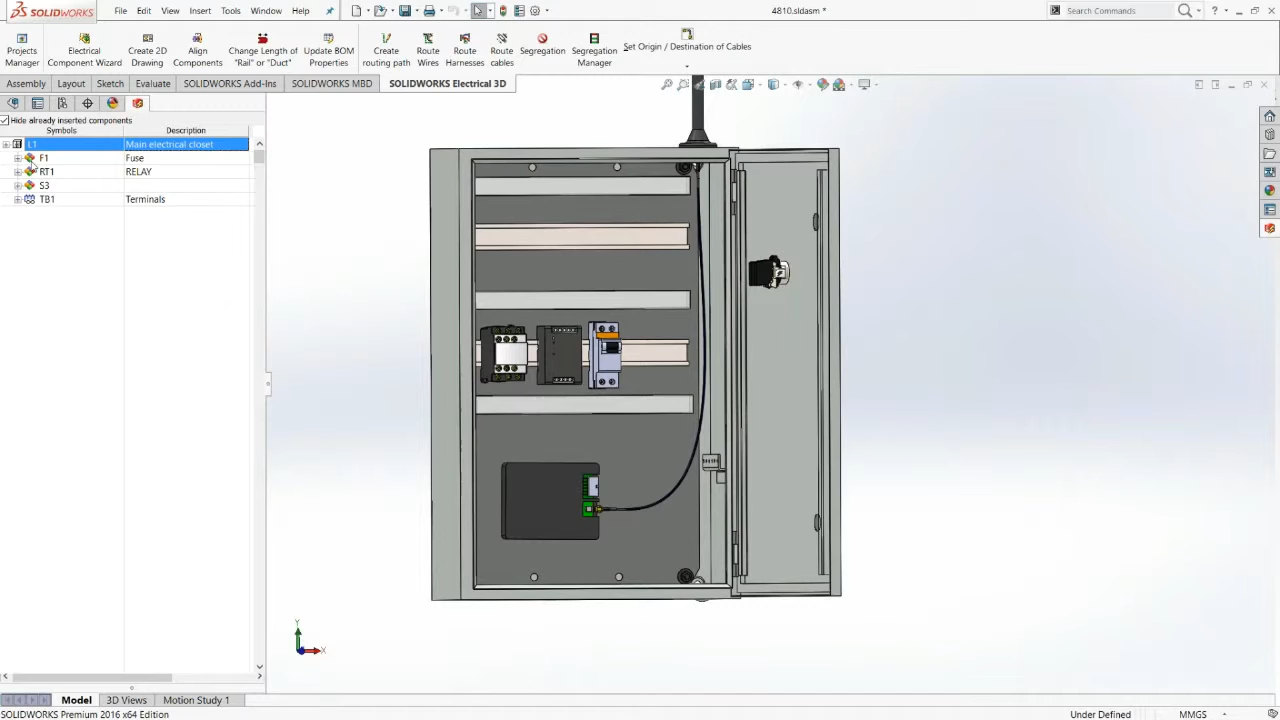 SOLIDWORKS
File Edit View Insert Tools Window Help
4810.sldasm *
Search Commands
Projects Manager
Electrical Component Wizard
Create 2D Drawing
Align Components
Change Length of "Rail" or "Duct"
Update BOM Properties
Create routing path
Route Wires
Route Harnesses
Route cables
Segregation
Segregation Manager
Set Origin / Destination of Cables
Assembly Layout Sketch Evaluate SOLIDWORKS Add-Ins SOLIDWORKS MBD SOLIDWORKS Electrical 3D
Hide already inserted components
Symbols Description
L1 Main electrical closet
F1 Fuse
RT1 RELAY
S3
TB1 Terminals
Y
X
Model 3D Views Motion Study 1
SOLIDWORKS Premium 2016 x64 Edition
Under Defined MMGS